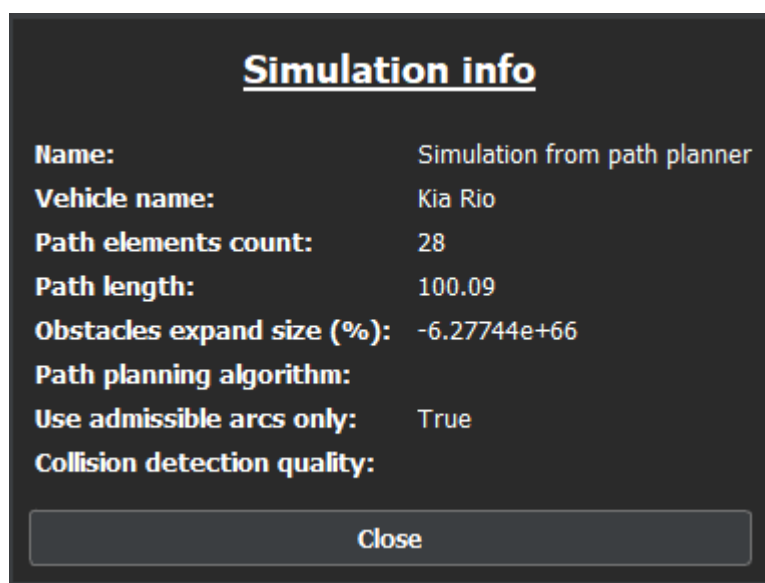 Simulation info
Name: Simulation from path planner
Vehicle name: Kia Rio
Path elements count: 28
Path length: 100.09
Obstacles expand size (%): -6.27744e+66
Path planning algorithm:
Use admissible arcs only: True
Collision detection quality:
Close